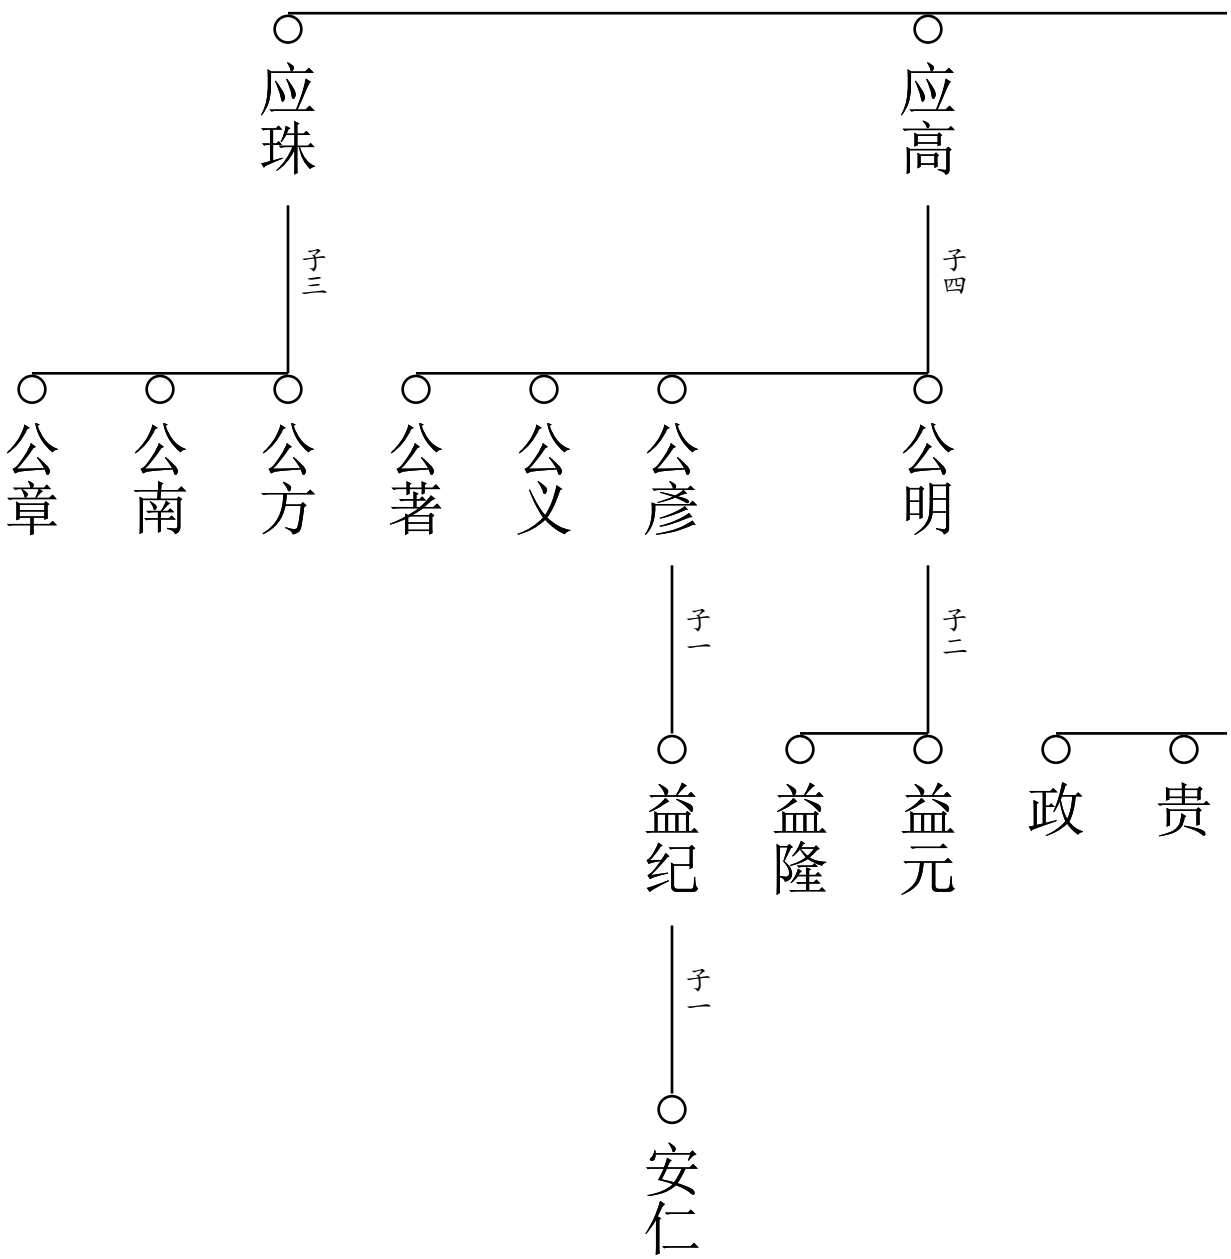 应高
应珠
子四
子三
公明
公彦
公义
公著
公方
公南
公章
子二
子一
贵
政
益元
益隆
益纪
子一
安仁